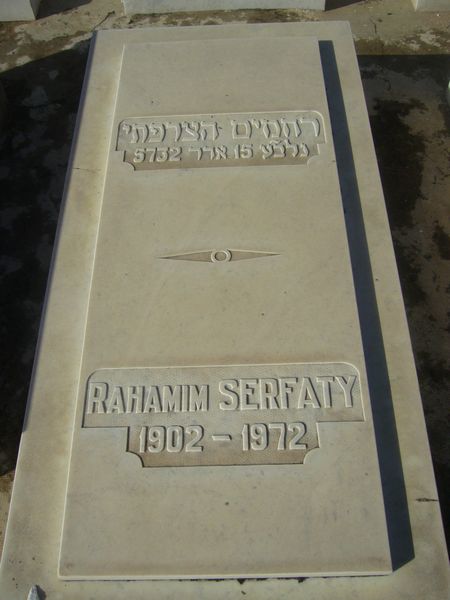 רחמים הצרפתי
נלב״ע 15 אדר 5732
RAHAMIM SERFATY
1902 - 1972